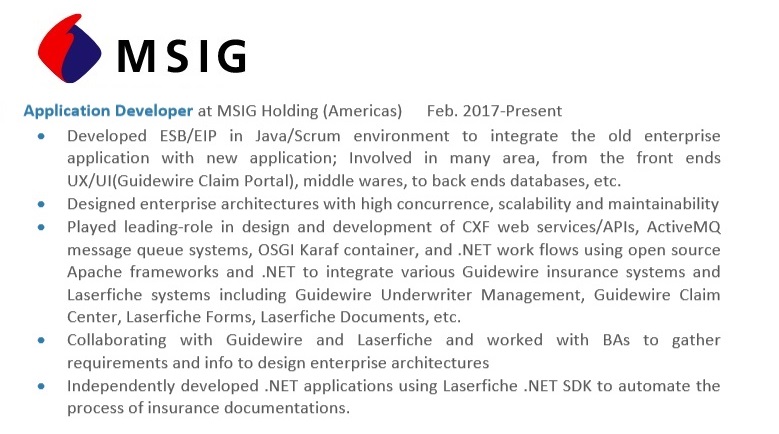 MSIG
Application Developer at MSIG Holding (Americas) Feb. 2017-Present
• Developed ESB/EIP in Java/Scrum environment to integrate the old enterprise
application with new application; Involved in many area, from the front ends
UX/UI(Guidewire Claim Portal), middle wares, to back ends databases, etc.
• Designed enterprise architectures with high concurrence, scalability and maintainability
• Played leading-role in design and development of CXF web services/APIs, ActiveMQ
message queue systems, OSGI Karaf container, and .NET work flows using open source
Apache frameworks and .NET to integrate various Guidewire insurance systems and
Laserfiche systems including Guidewire Underwriter Management, Guidewire Claim
Center, Laserfiche Forms, Laserfiche Documents, etc.
• Collaborating with Guidewire and Laserfiche and worked with BAs to gather
requirements and info to design enterprise architectures
• Independently developed .NET applications using Laserfiche .NET SDK to automate the
process of insurance documentations.